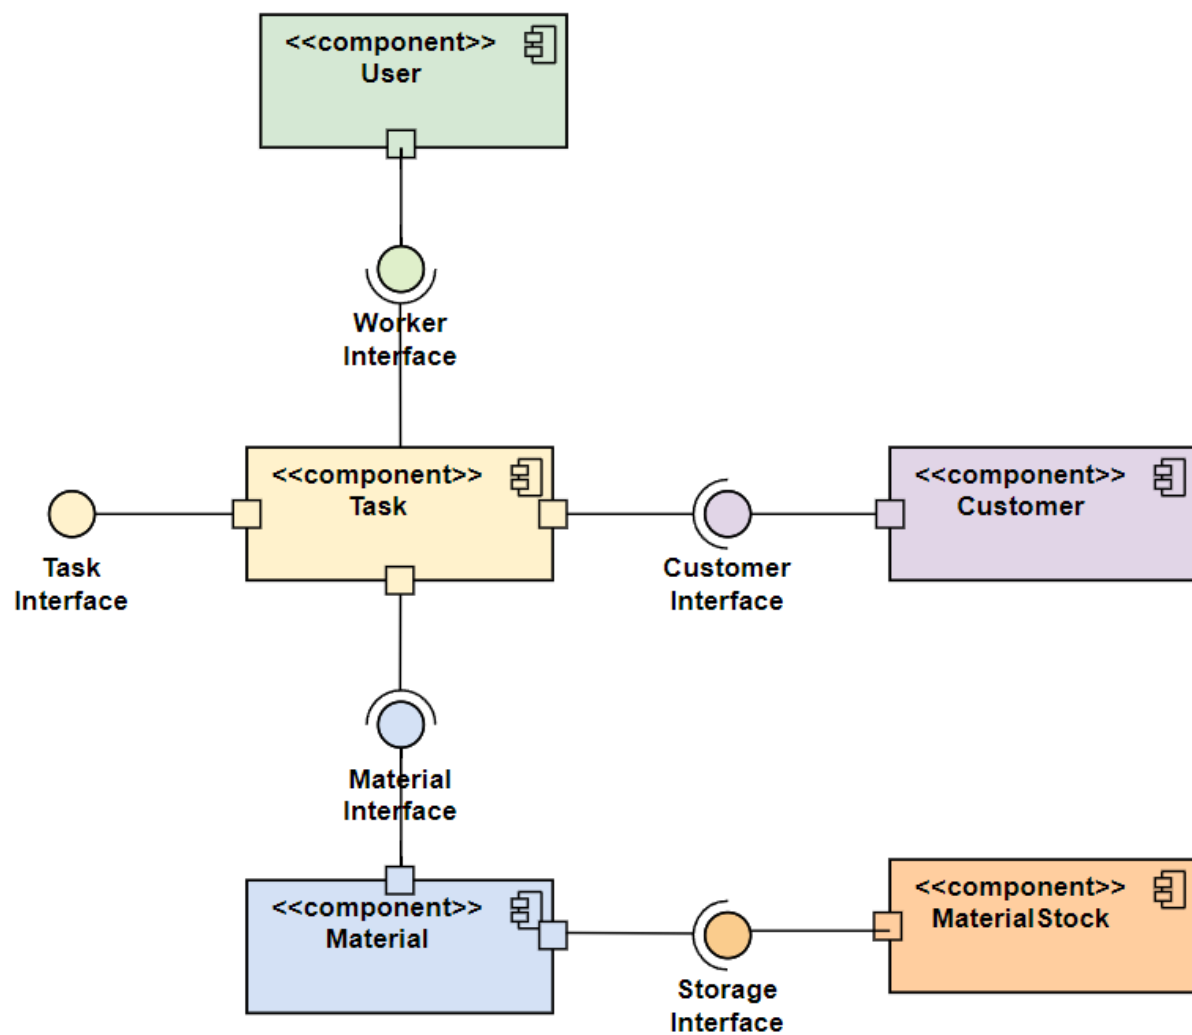 <<component>>
User
Worker
Interface
<<component>>
Task
<<component>>
Customer
Task
Interface
Customer
Interface
Material
Interface
<<component>>
Material
<<component>>
MaterialStock
Storage
Interface